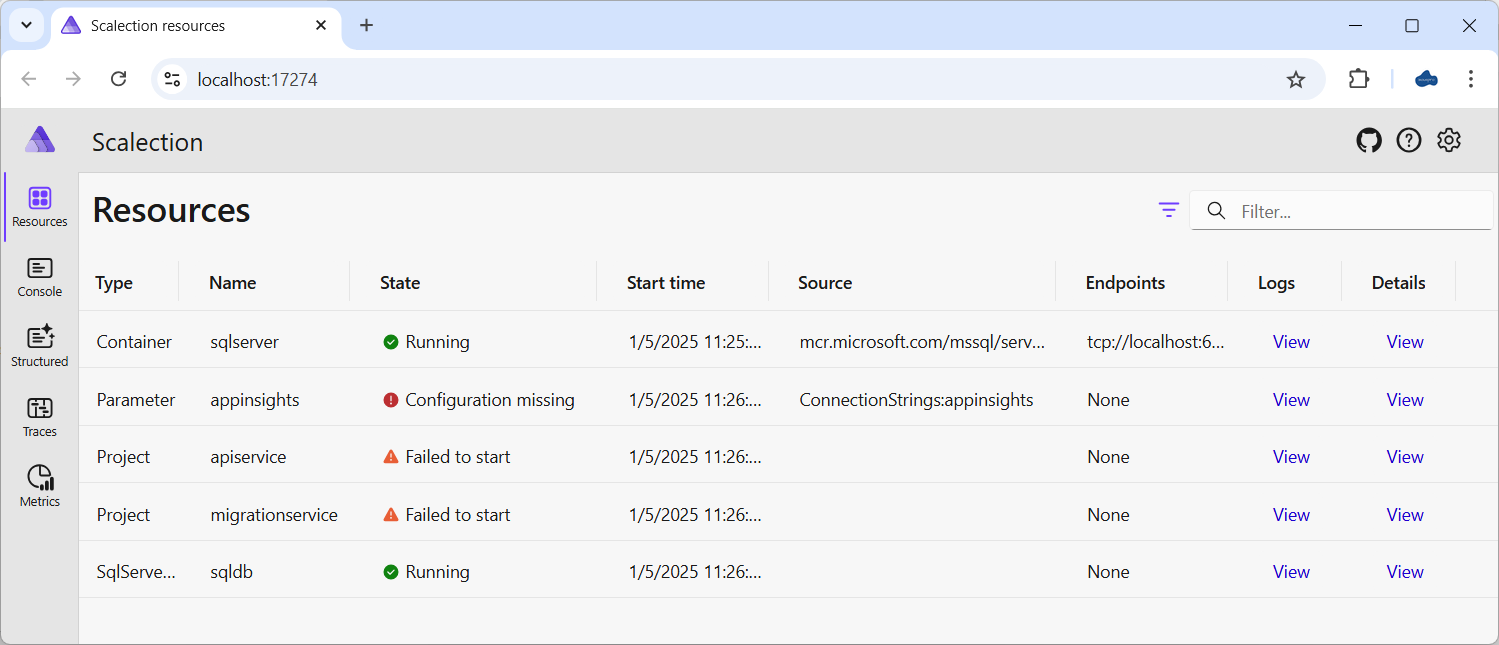 Scalection resources
localhost:17274
Scalection
Resources
Console
Structured
Traces
Metrics
Resources
Filter...
Type Name State Start time Source Endpoints Logs Details
Container sqlserver Running 1/5/2025 11:25:... mcr.microsoft.com/mssql/serv... tcp://localhost:6... View View
Parameter appinsights Configuration missing 1/5/2025 11:26:... ConnectionStrings:appinsights None View View
Project apiservice Failed to start 1/5/2025 11:26:... None View View
Project migrationservice Failed to start 1/5/2025 11:26:... None View View
SqlServe... sqldb Running 1/5/2025 11:26:... None View View